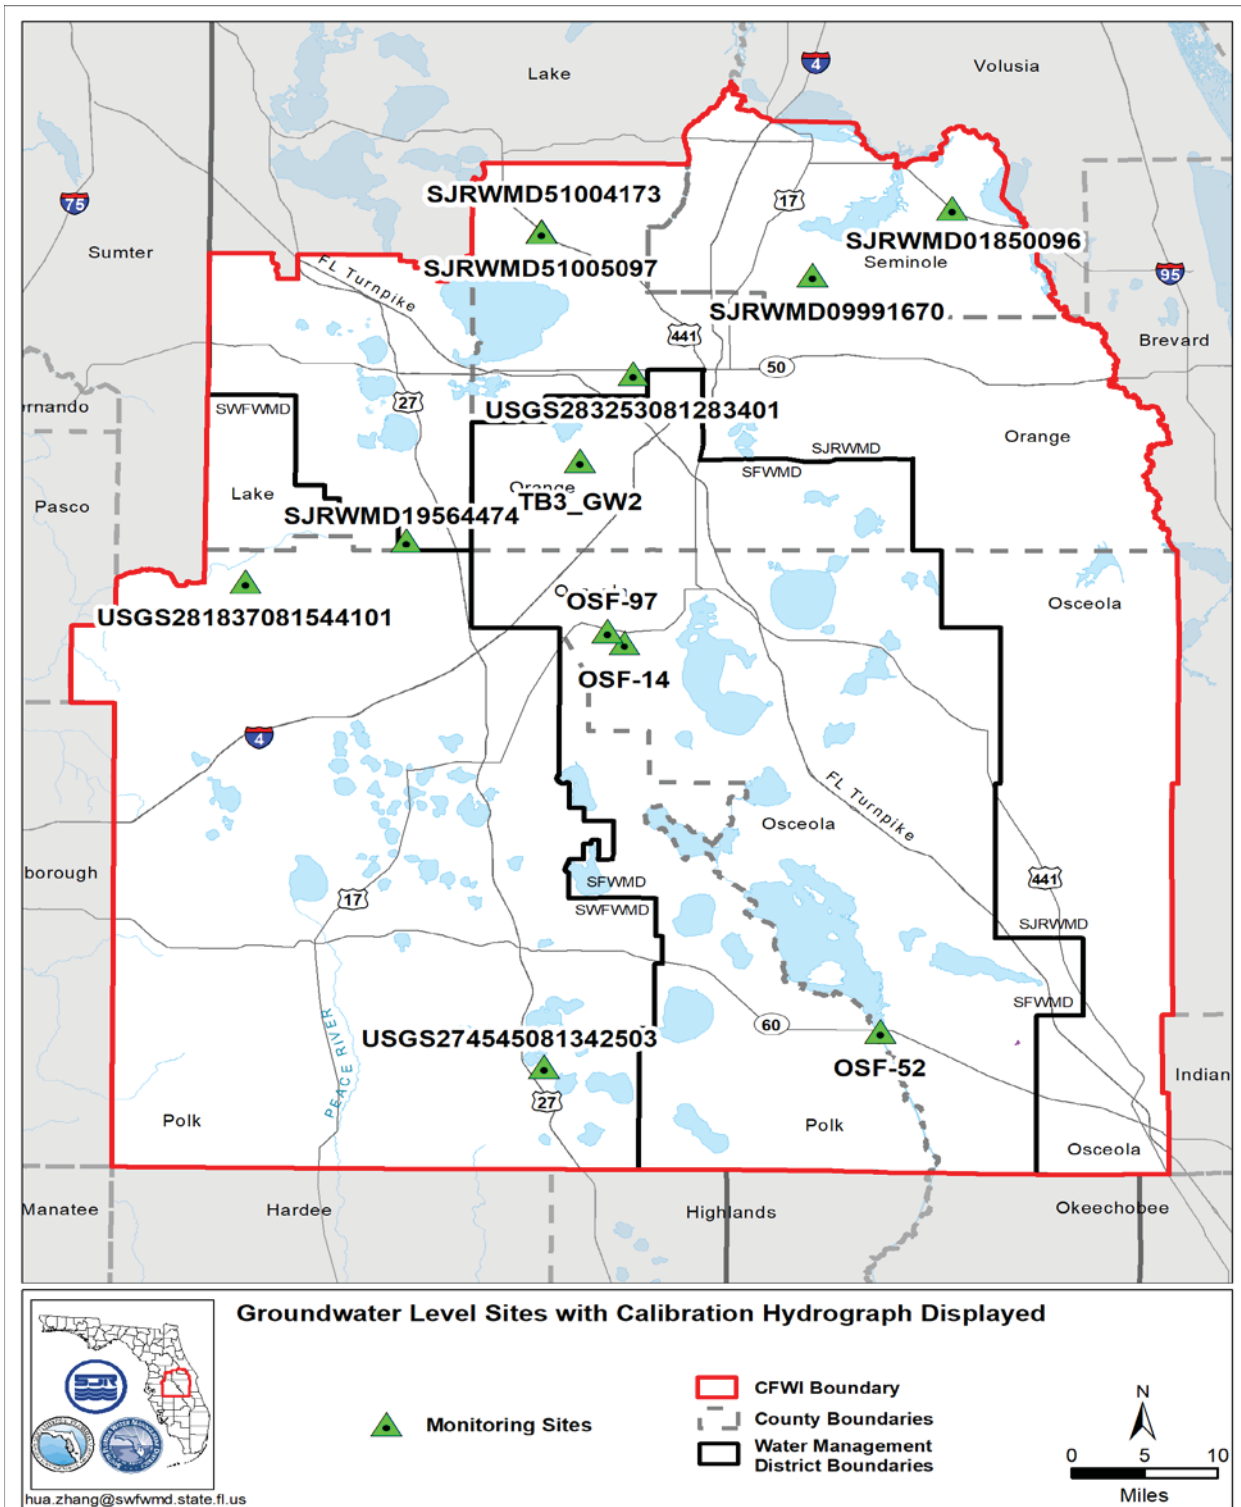 Lake
Volusia
4
75
17
SJRWMD51004173
SJRWMD01850096
Sumter
SJRWMD51005097
Seminole
FL Turnpike
95
SJRWMD09991670
441
Brevard
50
27
ernando
SWFWMD
USGS283253081283401
Orange
SJRWMD
SFWMD
Pasco
Lake
Orange
TB3_GW2
SJRWMD19564474
OSF-97
Osceola
USGS281837081544101
OSF-14
4
FL Turnpike
Osceola
borough
441
SFWMD
17
SWFWMD
SJRWMD
SFWMD
60
USGS274545081342503
PEACE RIVER
OSF-52
Indian
27
Polk
Polk
Osceola
Manatee
Hardee
Highlands
Okeechobee
Groundwater Level Sites with Calibration Hydrograph Displayed
SJR
Monitoring Sites
CFWI Boundary
County Boundaries
Water Management
District Boundaries
N
0 5 10
Miles
hua.zhang@swfwmd.state.fl.us